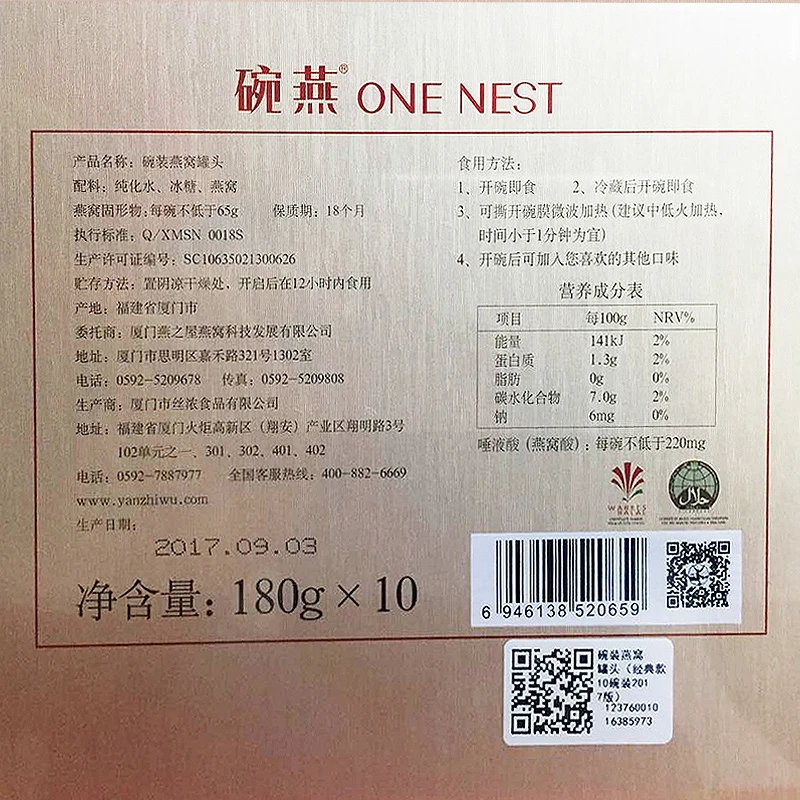 碗燕® ONE NEST
产品名称：碗装燕窝罐头
配料：纯化水、冰糖、燕窝
燕窝固形物：每碗不低于65g 保质期：18个月
执行标准：Q/XMSN 0018S
生产许可证编号：SC10635021300626
贮存方法：置阴凉干燥处、开启后在12小时内食用
产地：福建省厦门市
委托商：厦门燕之屋燕窝科技发展有限公司
地址：厦门市思明区嘉禾路321号1302室
电话：0592-5209678 传真：0592-5209808
生产商：厦门市丝浓食品有限公司
地址：福建省厦门火炬高新区（翔安）产业区翔明路3号
102单元之一、301、302、401、402
电话：0592-7887977 全国客服热线：400-882-6669
www.yanzhiwu.com
生产日期：
2017.09.03
净含量：180g×10
食用方法：
1、开碗即食 2、冷藏后开碗即食
3、可撕开碗膜微波加热(建议中低火加热，
时间小于1分钟为宜)
4、开碗后可加入您喜欢的其他口味
营养成分表
项目 每100g NRV%
能量 141kJ 2%
蛋白质 1.3g 2%
脂肪 0g 0%
碳水化合物 7.0g 2%
钠 6mg 0%
唾液酸（燕窝酸）：每碗不低于220mg
حلال
6 946138 520659
碗装燕窝
罐头（经典款
10碗装201
7版）
123760010
16385973